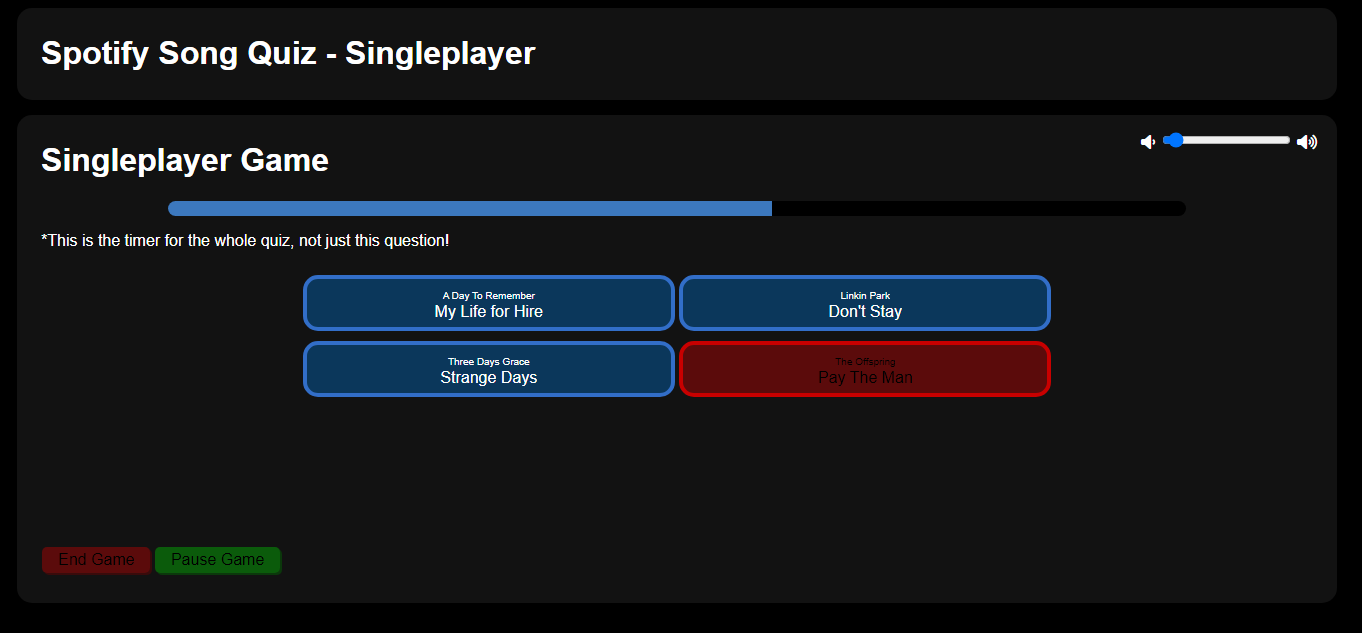 Spotify Song Quiz - Singleplayer
Singleplayer Game
*This is the timer for the whole quiz, not just this question!
A Day To Remember
My Life for Hire
Linkin Park
Don't Stay
Three Days Grace
Strange Days
The Offspring
Pay The Man
End Game
Pause Game